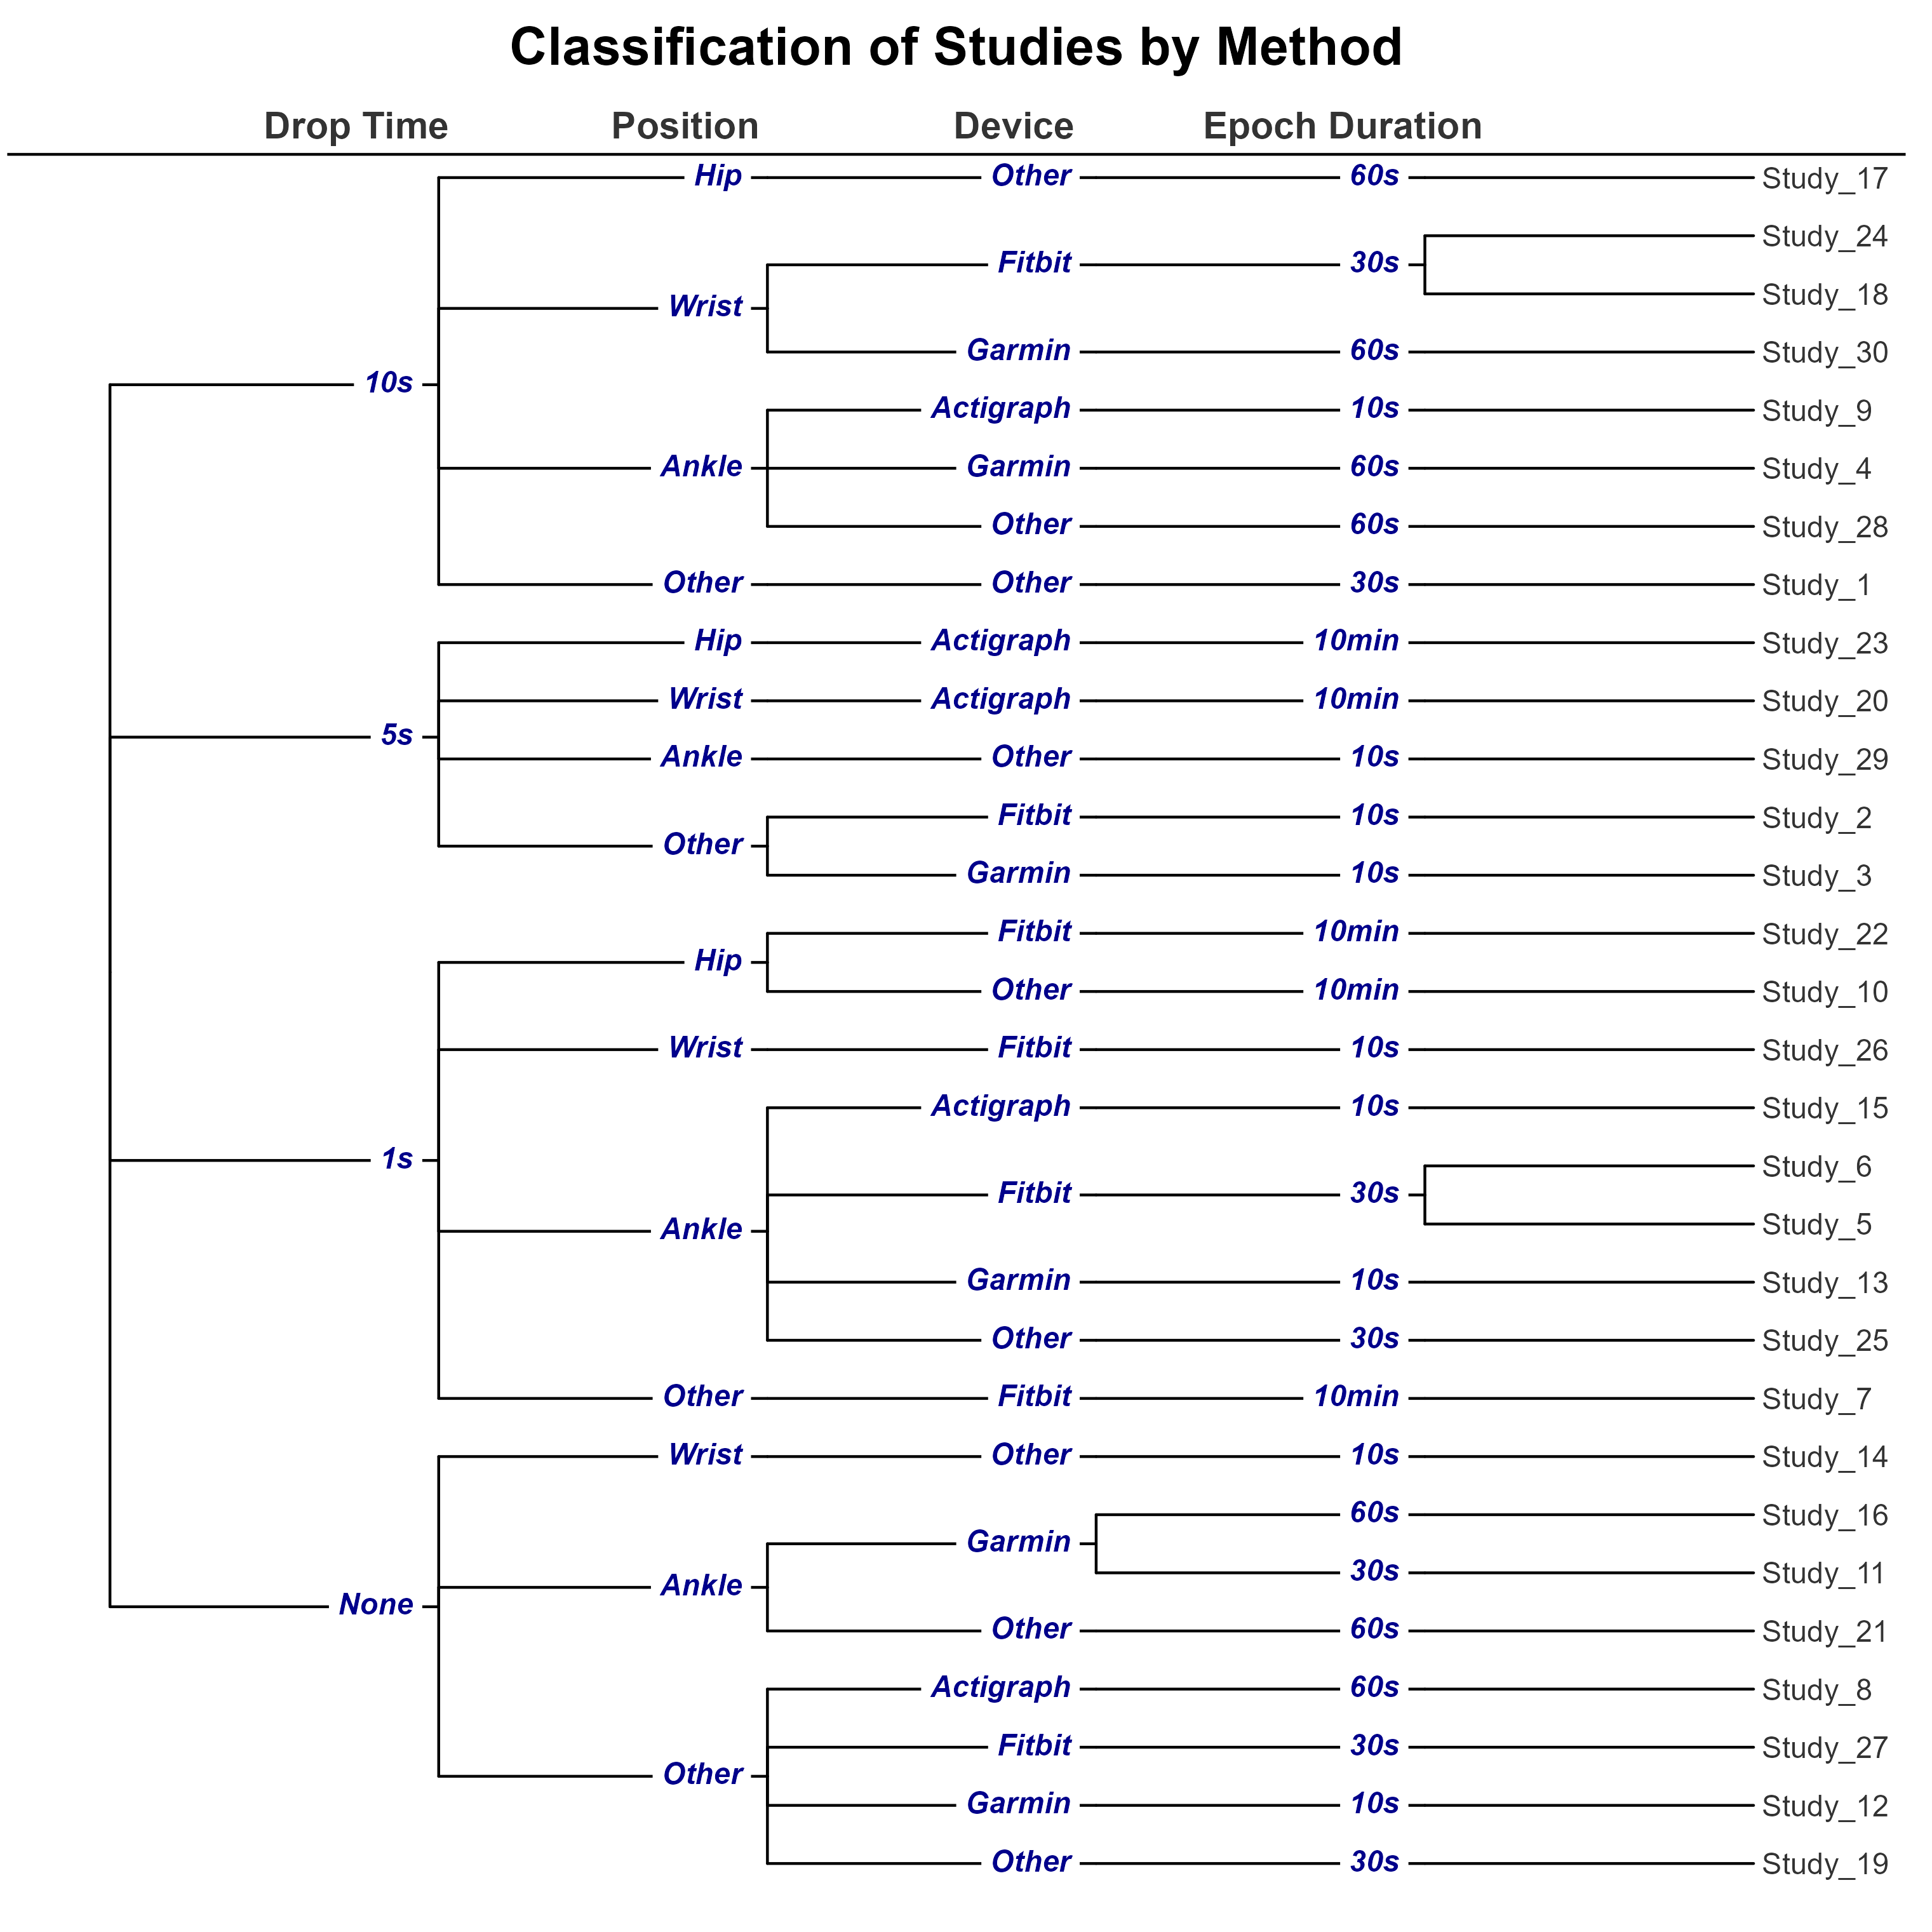 Classification of Studies by Method
Drop Time Position Device Epoch Duration
Hip Other 60s Study_17
Study_24
Fitbit 30s
Study_18
Wrist
Garmin 60s Study_30
10s
Actigraph 10s Study_9
Ankle Garmin 60s Study_4
Other 60s Study_28
Other Other 30s Study_1
Hip Actigraph 10min Study_23
Wrist Actigraph 10min Study_20
5s
Ankle Other 10s Study_29
Fitbit 10s Study_2
Other
Garmin 10s Study_3
Fitbit 10min Study_22
Hip
Other 10min Study_10
Wrist Fitbit 10s Study_26
Actigraph 10s Study_15
1s
Study_6
Fitbit 30s
Study_5
Ankle
Garmin 10s Study_13
Other 30s Study_25
Other Fitbit 10min Study_7
Wrist Other 10s Study_14
60s Study_16
Garmin
30s Study_11
Ankle
None
Other 60s Study_21
Actigraph 60s Study_8
Fitbit 30s Study_27
Other
Garmin 10s Study_12
Other 30s Study_19